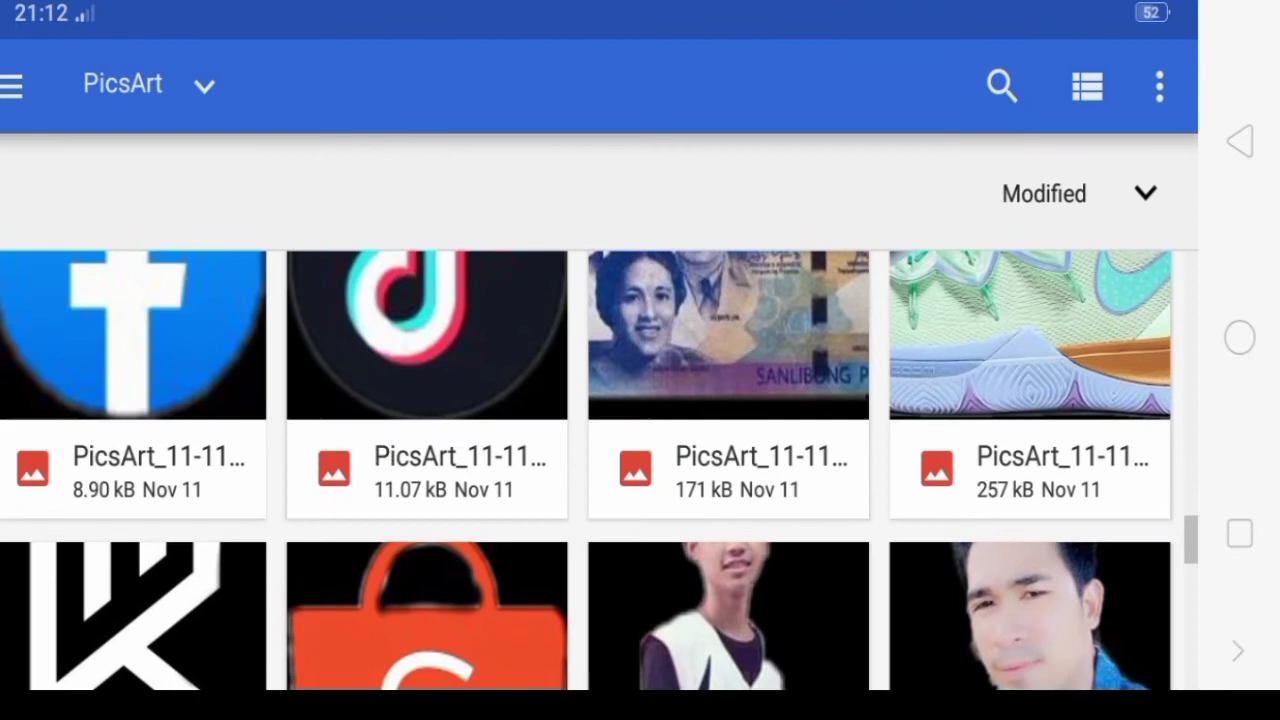 21:12
52
PicsArt
Modified
SANLIBONG P
PicsArt_11-11...
8.90 kB Nov 11
PicsArt_11-11...
11.07 kB Nov 11
PicsArt_11-11...
171 kB Nov 11
PicsArt_11-11...
257 kB Nov 11